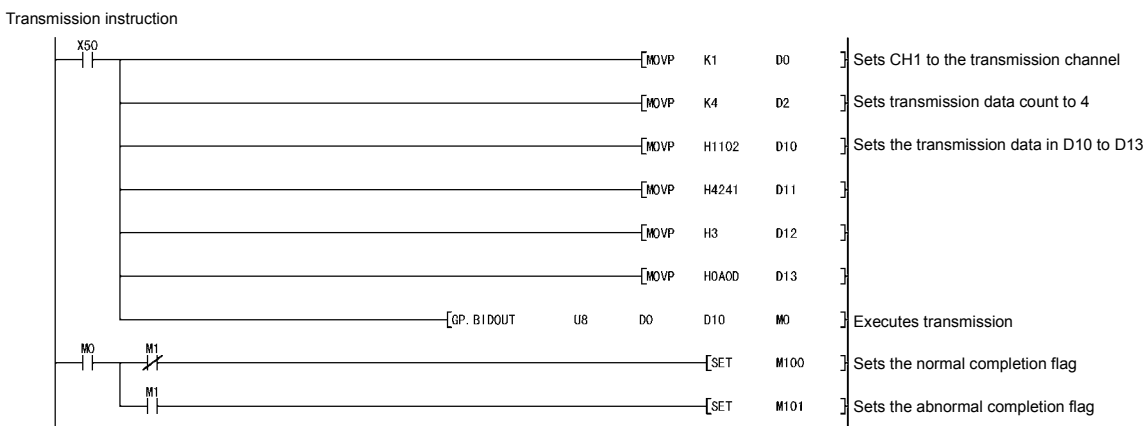 Transmission instruction
X50
[MOVP K1 D0 ] Sets CH1 to the transmission channel
[MOVP K4 D2 ] Sets transmission data count to 4
[MOVP H1102 D10 ] Sets the transmission data in D10 to D13
[MOVP H4241 D11 ]
[MOVP H3 D12 ]
[MOVP H0A0D D13 ]
[GP.BIDOUT U8 D0 D10 M0 ] Executes transmission
M0 M1
[SET M100 ] Sets the normal completion flag
M1
[SET M101 ] Sets the abnormal completion flag